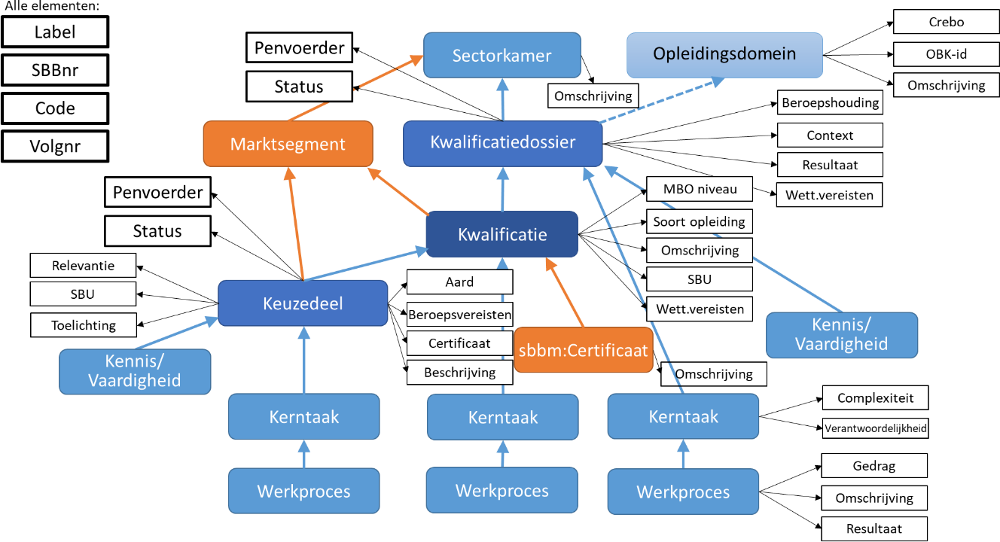 Alle elementen:
Label
SBBnr
Code
Volgnr
Penvoerder
Status
Sectorkamer
Omschrijving
Opleidingsdomein
Crebo
OBK-id
Omschrijving
Marktsegment
Kwalificatiedossier
Beroepshouding
Context
Resultaat
Wett.vereisten
Penvoerder
Status
Kwalificatie
MBO niveau
Soort opleiding
Omschrijving
SBU
Wett.vereisten
Relevantie
SBU
Toelichting
Keuzedeel
Aard
Beroepsvereisten
Certificaat
Beschrijving
sbbm:Certificaat
Omschrijving
Kennis/
Vaardigheid
Kennis/
Vaardigheid
Kerntaak
Kerntaak
Kerntaak
Complexiteit
Verantwoordelijkheid
Werkproces
Werkproces
Werkproces
Gedrag
Omschrijving
Resultaat